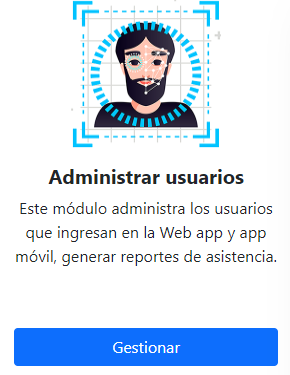 Administrar usuarios
Este módulo administra los usuarios
que ingresan en la Web app y app
móvil, generar reportes de asistencia.
Gestionar